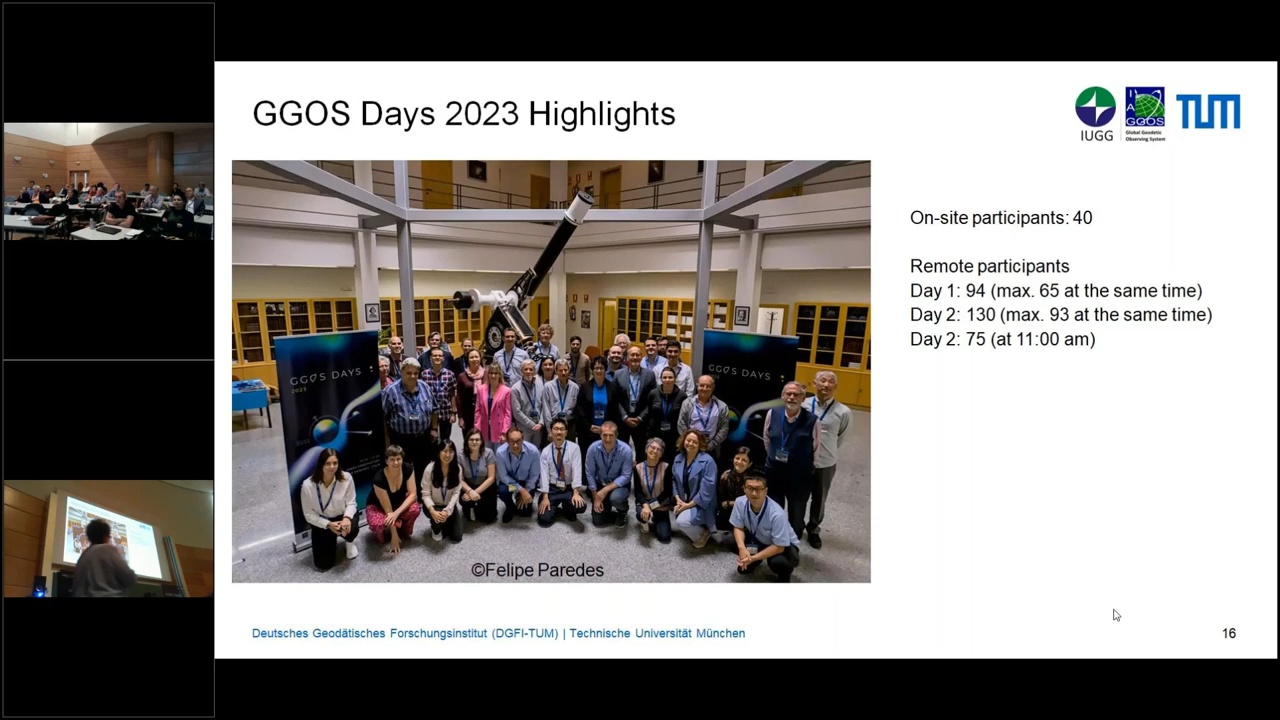 GGOS Days 2023 Highlights
IUGG
I
A
G
GGOS
Global Geodetic
Observing System
TUM
On-site participants: 40
Remote participants
Day 1: 94 (max. 65 at the same time)
Day 2: 130 (max. 93 at the same time)
Day 2: 75 (at 11:00 am)
GGOS DAYS
2023
GGOS DAYS
©Felipe Paredes
Deutsches Geodätisches Forschungsinstitut (DGFI-TUM) | Technische Universität München
16